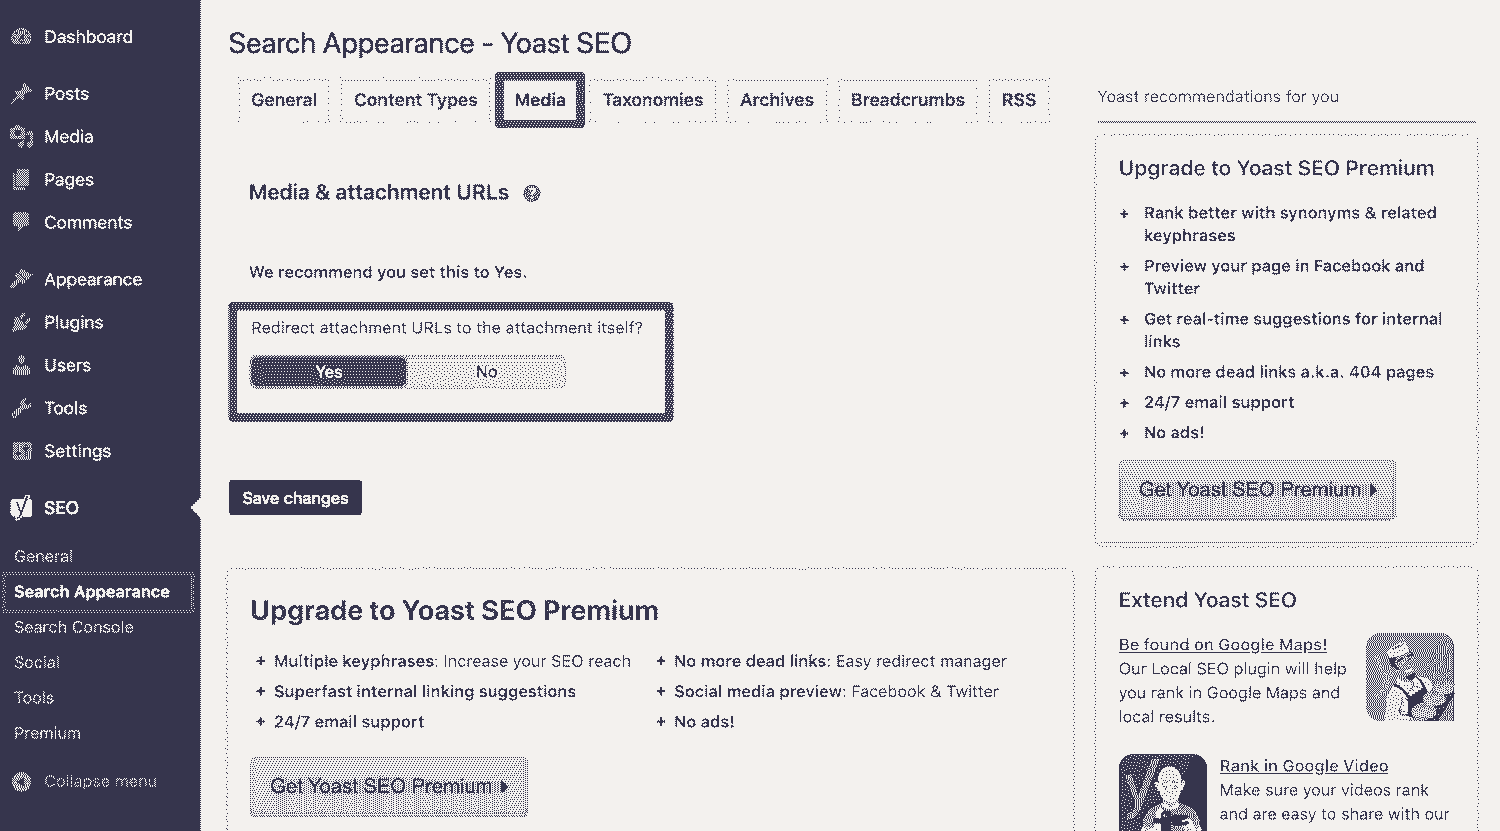 Dashboard
Posts
Media
Pages
Comments
Appearance
Plugins
Users
Tools
Settings
SEO
General
Search Appearance
Search Console
Social
Tools
Premium
Collapse menu
Search Appearance - Yoast SEO
General Content Types Media Taxonomies Archives Breadcrumbs RSS
Media & attachment URLs
We recommend you set this to Yes.
Redirect attachment URLs to the attachment itself?
Yes No
Save changes
Upgrade to Yoast SEO Premium
+ Multiple keyphrases: Increase your SEO reach
+ Superfast internal linking suggestions
+ 24/7 email support
+ No more dead links: Easy redirect manager
+ Social media preview: Facebook & Twitter
+ No ads!
Get Yoast SEO Premium
Yoast recommendations for you
Upgrade to Yoast SEO Premium
+ Rank better with synonyms & related
keyphrases
+ Preview your page in Facebook and
Twitter
+ Get real-time suggestions for internal
links
+ No more dead links a.k.a. 404 pages
+ 24/7 email support
+ No ads!
Get Yoast SEO Premium
Extend Yoast SEO
Be found on Google Maps!
Our Local SEO plugin will help
you rank in Google Maps and
local results.
Rank in Google Video
Make sure your videos rank
and are easy to share with our